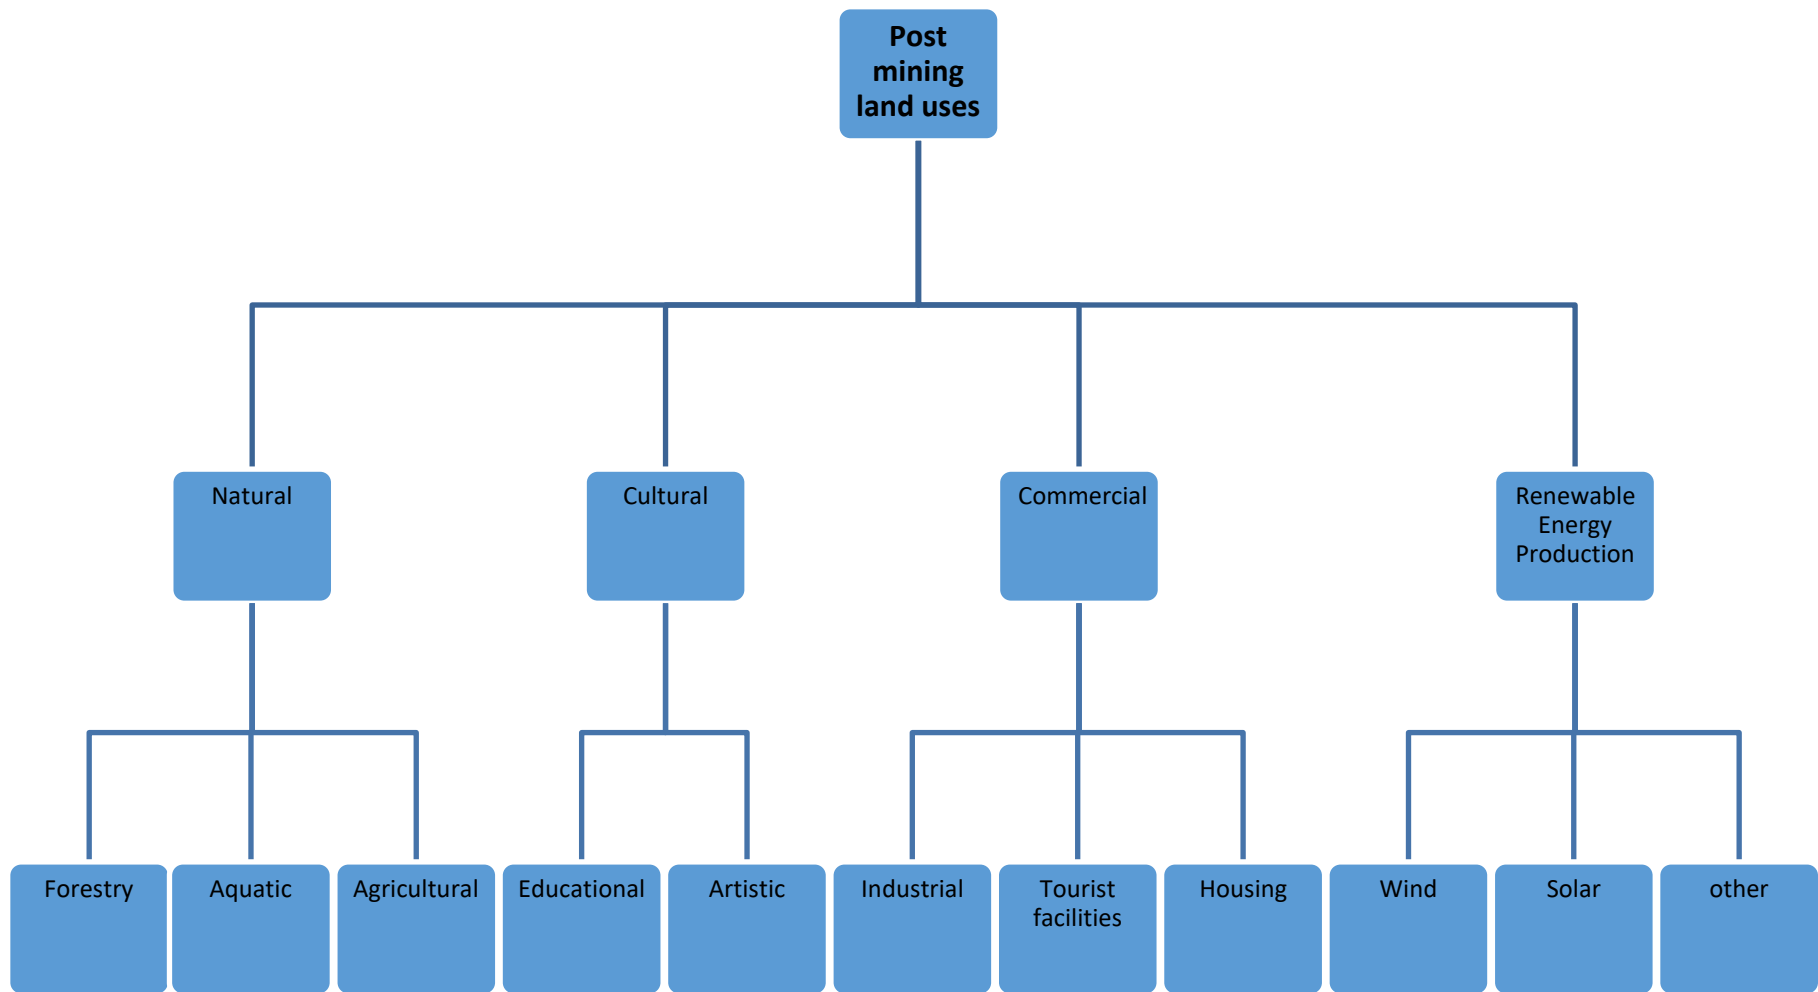 Post
mining
land uses
Natural
Cultural
Commercial
Renewable
Energy
Production
Forestry
Aquatic
Agricultural
Educational
Artistic
Industrial
Tourist
facilities
Housing
Wind
Solar
other